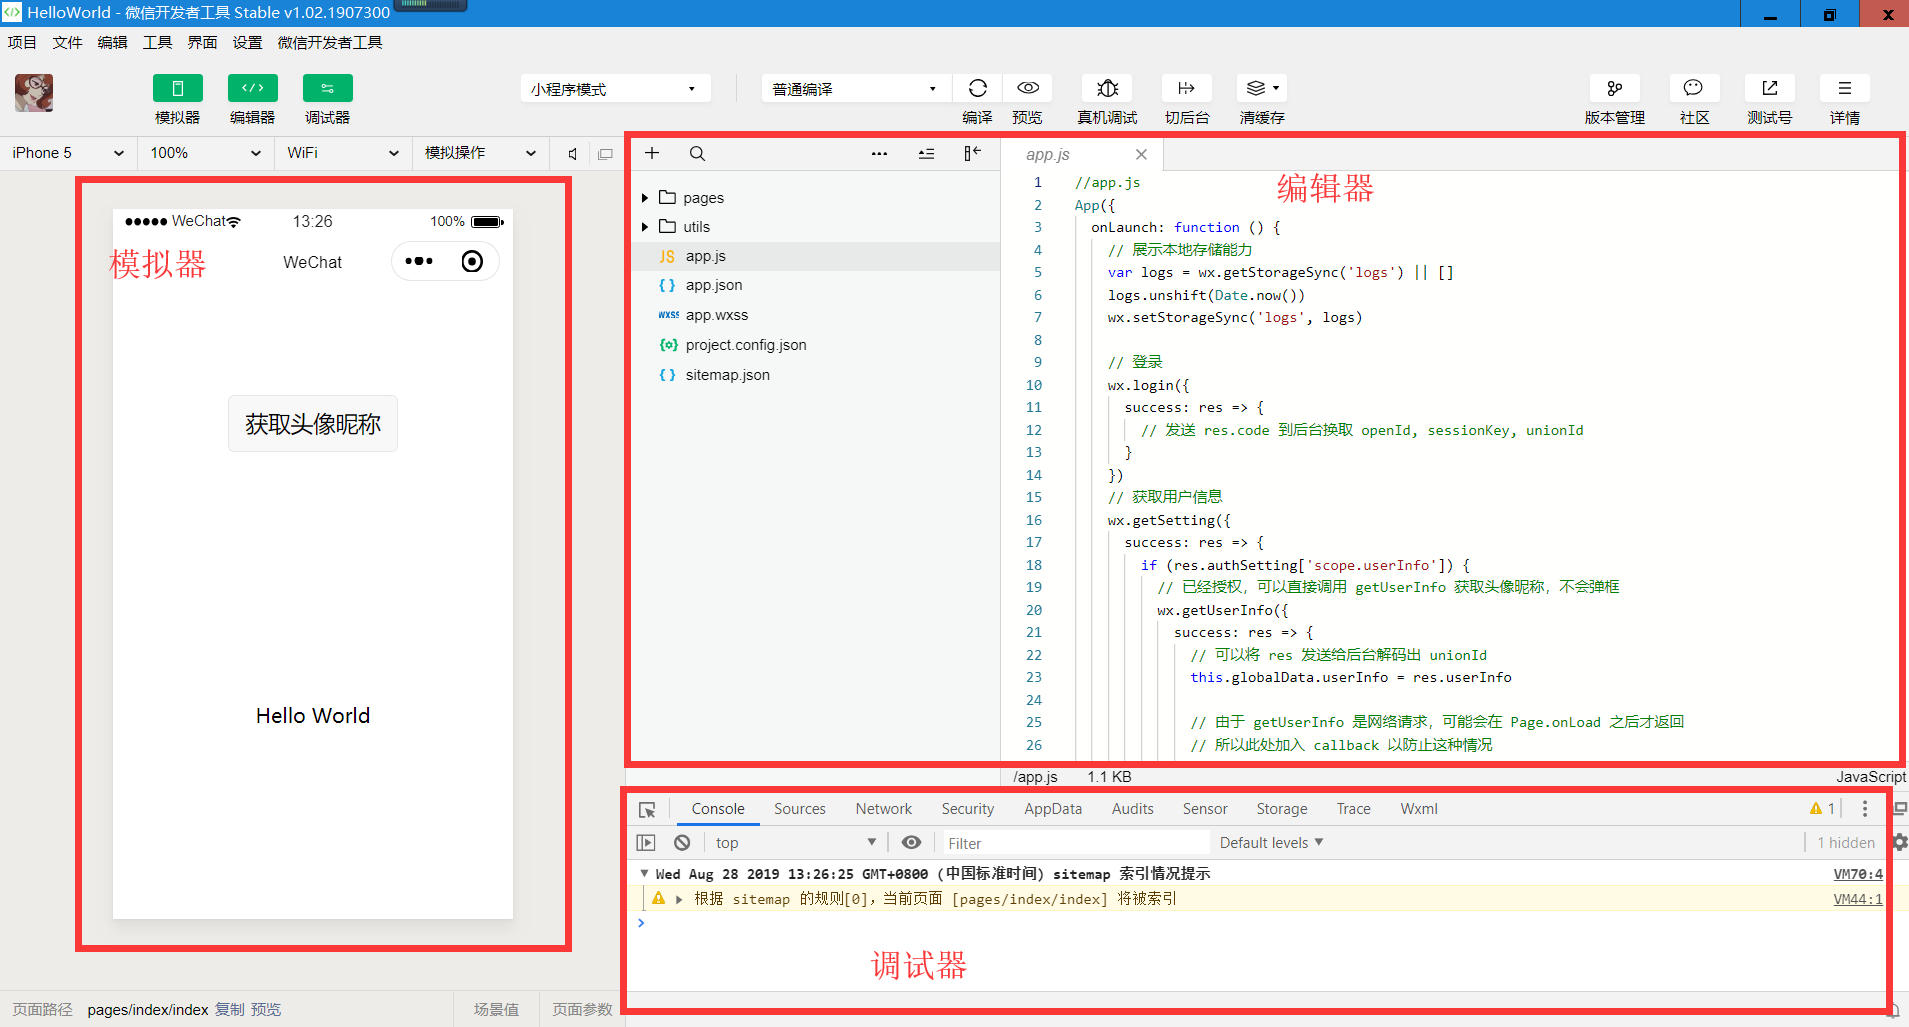 HelloWorld - 微信开发者工具 Stable v1.02.1907300
项目 文件 编辑 工具 界面 设置 微信开发者工具
小程序模式
普通编译
模拟器 编辑器 调试器 编译 预览 真机调试 切后台 清缓存 版本管理 社区 测试号 详情
iPhone 5 100% WiFi 模拟操作
WeChat 13:26 100%
模拟器
WeChat
获取头像昵称
Hello World
页面路径 pages/index/index 复制 预览 场景值 页面参数
pages
utils
JS app.js
{ } app.json
wxss app.wxss
project.config.json
{ } sitemap.json
app.js
编辑器
1 //app.js
2 App({
3 onLaunch: function () {
4 // 展示本地存储能力
5 var logs = wx.getStorageSync('logs') || []
6 logs.unshift(Date.now())
7 wx.setStorageSync('logs', logs)
8
9 // 登录
10 wx.login({
11 success: res => {
12 // 发送 res.code 到后台换取 openId, sessionKey, unionId
13 }
14 })
15 // 获取用户信息
16 wx.getSetting({
17 success: res => {
18 if (res.authSetting['scope.userInfo']) {
19 // 已经授权，可以直接调用 getUserInfo 获取头像昵称，不会弹框
20 wx.getUserInfo({
21 success: res => {
22 // 可以将 res 发送给后台解码出 unionId
23 this.globalData.userInfo = res.userInfo
24
25 // 由于 getUserInfo 是网络请求，可能会在 Page.onLoad 之后才返回
26 // 所以此处加入 callback 以防止这种情况
/app.js 1.1 KB JavaScript
Console Sources Network Security AppData Audits Sensor Storage Trace Wxml 1
top Filter Default levels 1 hidden
Wed Aug 28 2019 13:26:25 GMT+0800 (中国标准时间) sitemap 索引情况提示 VM70:4
根据 sitemap 的规则[0]，当前页面 [pages/index/index] 将被索引 VM44:1
调试器